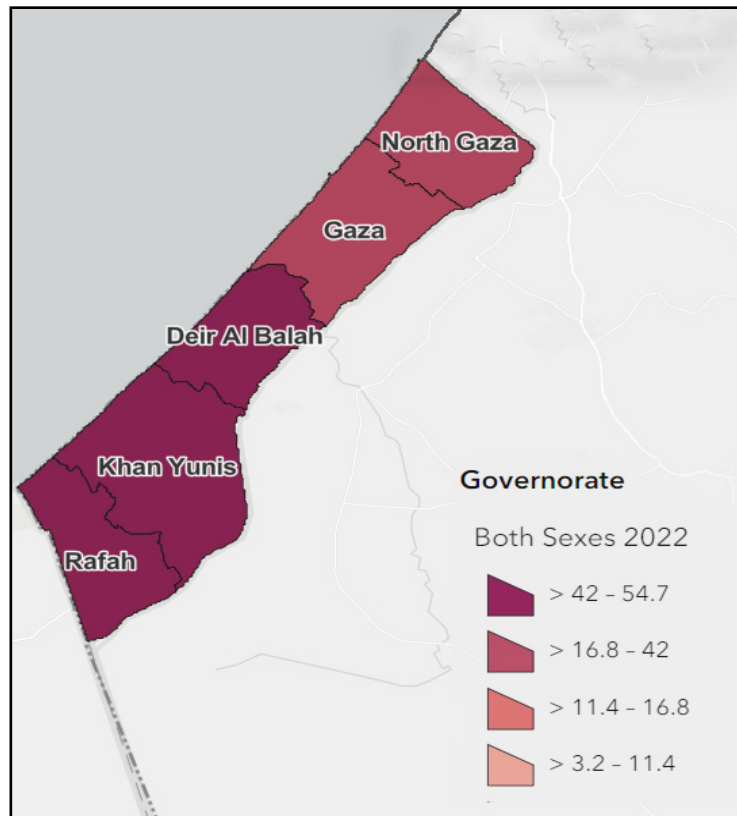 North Gaza
Gaza
Deir Al Balah
Khan Yunis
Rafah
Governorate
Both Sexes 2022
> 42 – 54.7
> 16.8 – 42
> 11.4 – 16.8
> 3.2 – 11.4